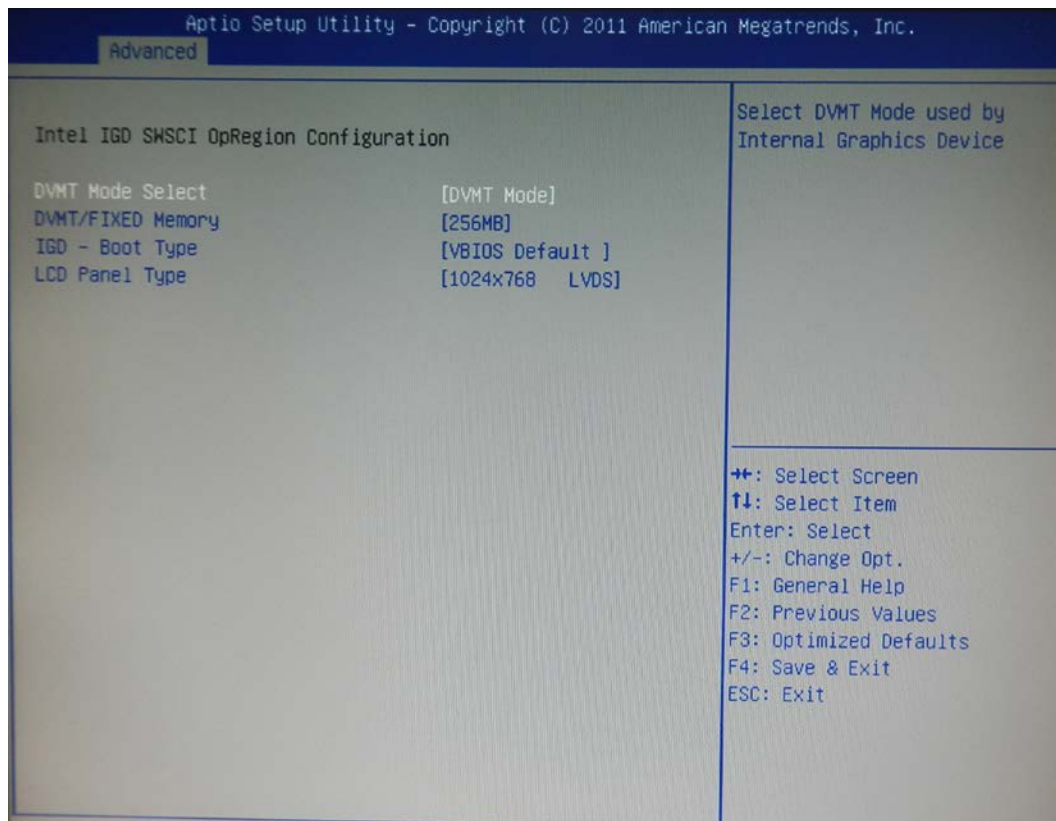 Aptio Setup Utility – Copyright (C) 2011 American Megatrends, Inc.
Advanced
Intel IGD SWSCI OpRegion Configuration
DVMT Mode Select [DVMT Mode]
DVMT/FIXED Memory [256MB]
IGD - Boot Type [VBIOS Default ]
LCD Panel Type [1024x768 LVDS]
Select DVMT Mode used by
Internal Graphics Device
→←: Select Screen
↑↓: Select Item
Enter: Select
+/-: Change Opt.
F1: General Help
F2: Previous Values
F3: Optimized Defaults
F4: Save & Exit
ESC: Exit